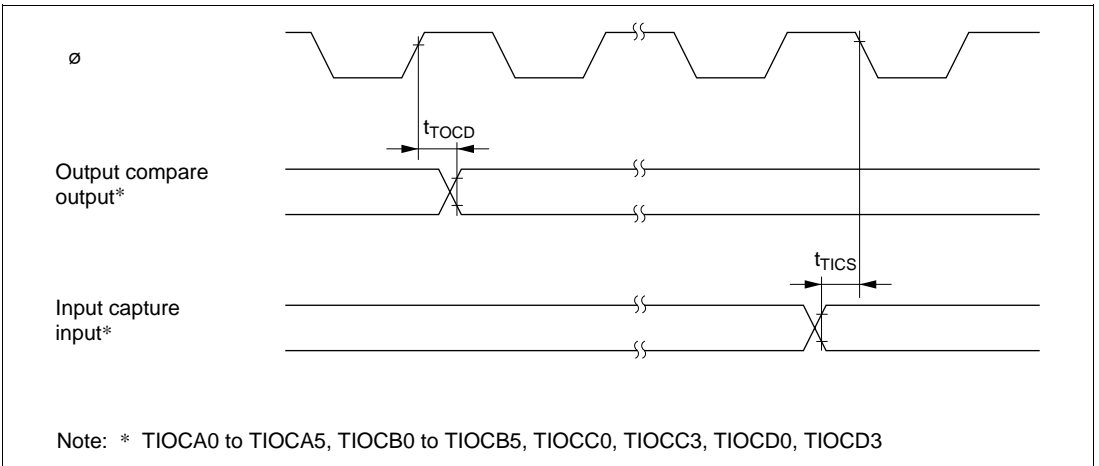 ø
tTOCD
Output compare
output*
tTICS
Input capture
input*
Note: * TIOCA0 to TIOCA5, TIOCB0 to TIOCB5, TIOCC0, TIOCC3, TIOCD0, TIOCD3